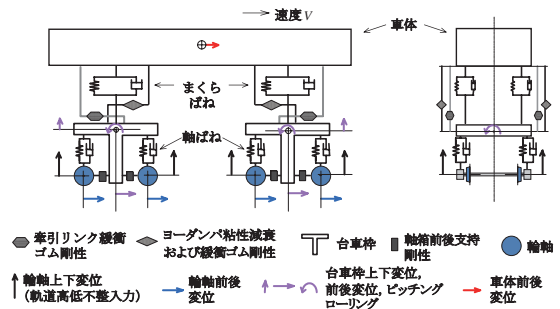 速度V
車体
まくら
ばね
軸ばね
牽引リンク緩衝
ゴム剛性
ヨーダンパ粘性減衰
および緩衝ゴム剛性
台車枠
軸箱前後支持
剛性
輪軸
輪軸上下変位
(軌道高低不整入力)
輪軸前後
変位
台車枠上下変位,
前後変位, ピッチング
ローリング
車体前後
変位